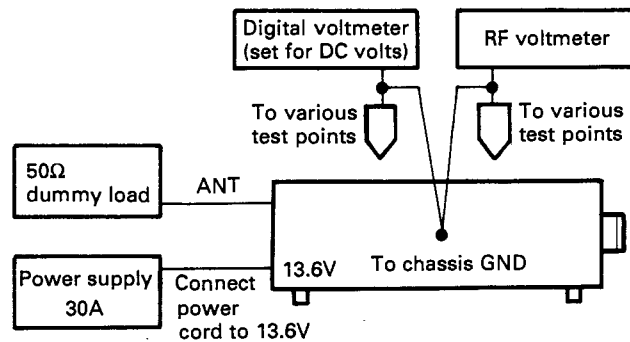 Digital voltmeter
(set for DC volts)
RF voltmeter
To various
test points
To various
test points
50Ω
dummy load
ANT
13.6V
To chassis GND
Power supply
30A
Connect
power
cord to 13.6V